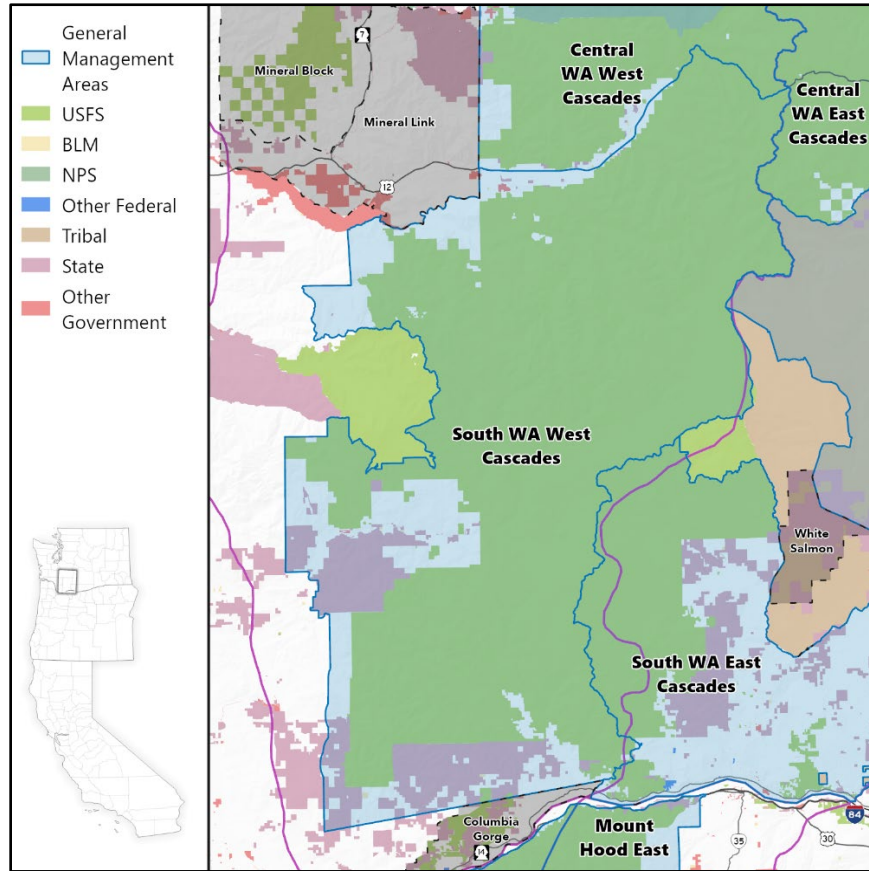 General
Management
Areas
USFS
BLM
NPS
Other Federal
Tribal
State
Other
Government
7
Mineral Block
Mineral Link
12
Central
WA West
Cascades
Central
WA East
Cascades
South WA West
Cascades
White
Salmon
South WA East
Cascades
Columbia
Gorge
14
Mount
Hood East
35
30
84